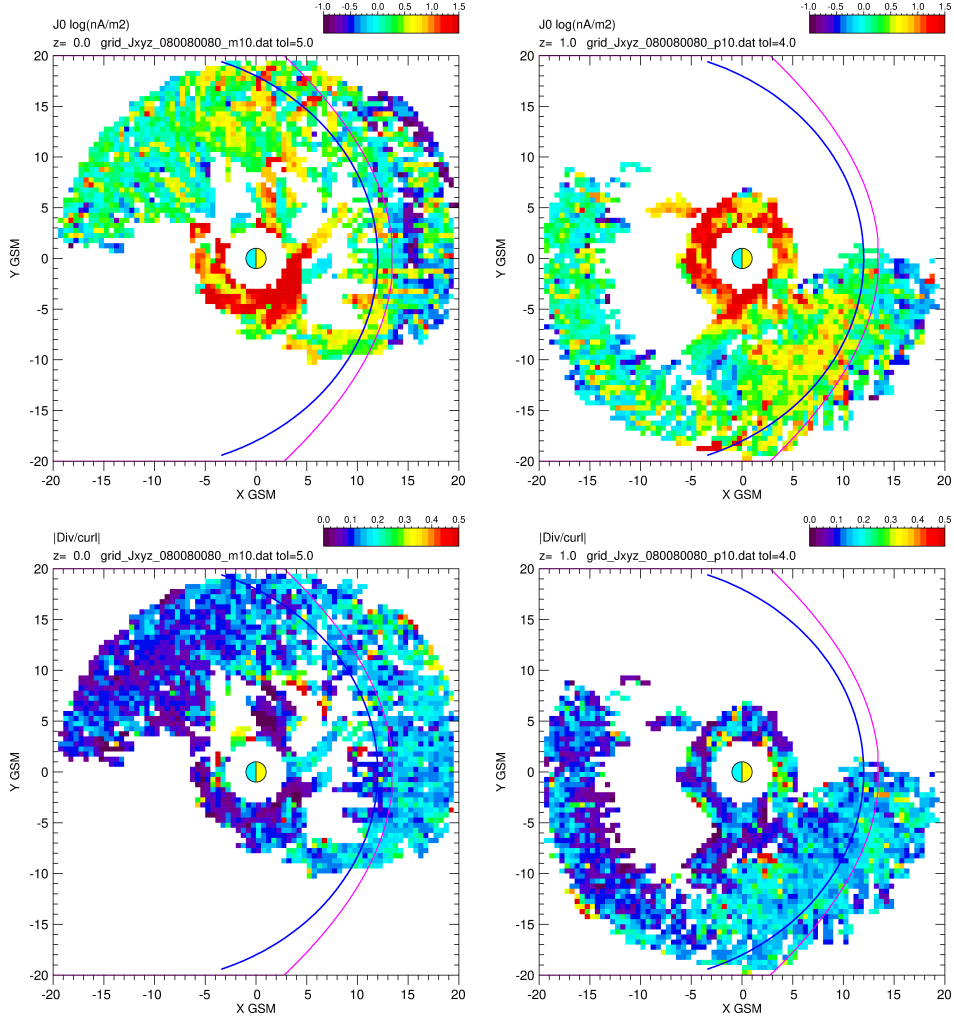 -1.0 -0.5 0.0 0.5 1.0 1.5
J0 log(nA/m2)
z= 0.0 grid_Jxyz_080080080_m10.dat tol=5.0
20
15
10
5
0
-5
-10
-15
-20
Y GSM
-20 -15 -10 -5 0 5 10 15 20
X GSM
-1.0 -0.5 0.0 0.5 1.0 1.5
J0 log(nA/m2)
z= 1.0 grid_Jxyz_080080080_p10.dat tol=4.0
20
15
10
5
0
-5
-10
-15
-20
Y GSM
-20 -15 -10 -5 0 5 10 15 20
X GSM
0.0 0.1 0.2 0.3 0.4 0.5
|Div/curl|
z= 0.0 grid_Jxyz_080080080_m10.dat tol=5.0
20
15
10
5
0
-5
-10
-15
-20
Y GSM
-20 -15 -10 -5 0 5 10 15 20
X GSM
0.0 0.1 0.2 0.3 0.4 0.5
|Div/curl|
z= 1.0 grid_Jxyz_080080080_p10.dat tol=4.0
20
15
10
5
0
-5
-10
-15
-20
Y GSM
-20 -15 -10 -5 0 5 10 15 20
X GSM